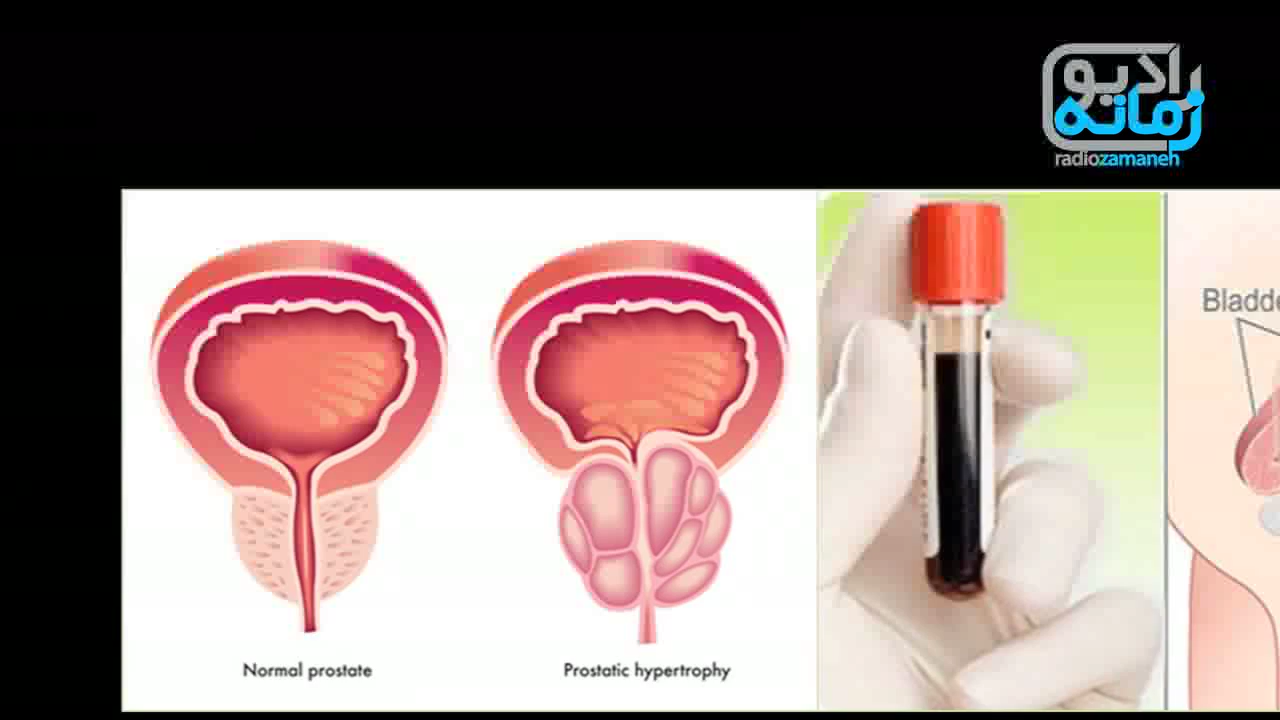 رادیو
زمانه
radiozamaneh
Bladde
Normal prostate
Prostatic hypertrophy